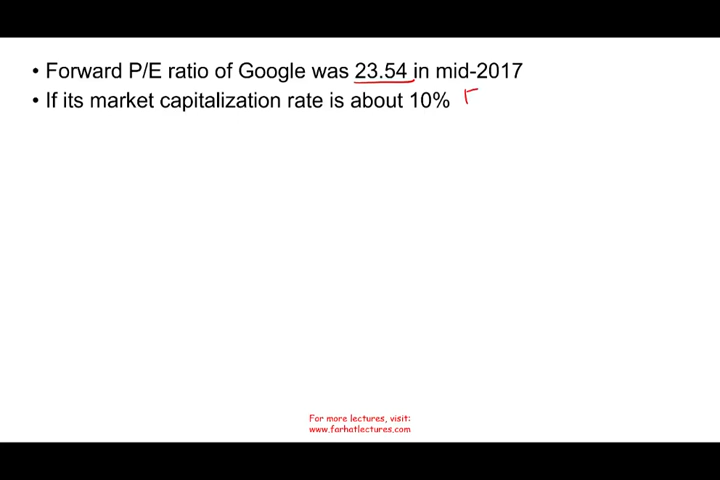 • Forward P/E ratio of Google was 23.54 in mid-2017
• If its market capitalization rate is about 10% r
For more lectures, visit:
www.farhatlectures.com